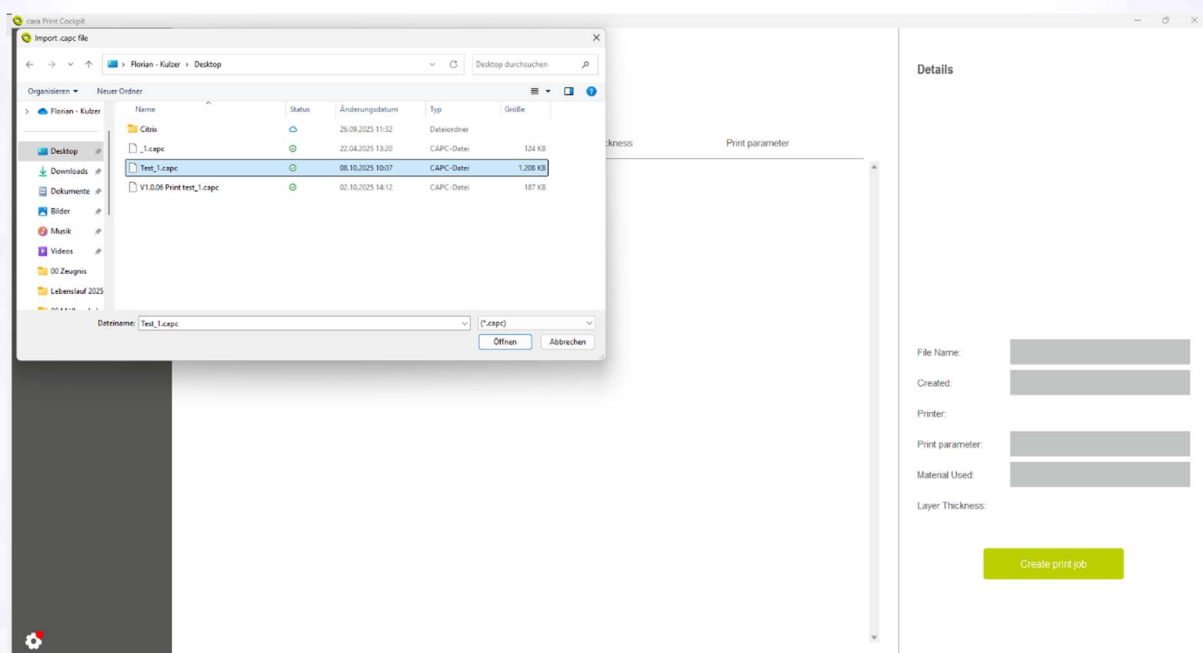 cara Print Cockpit
Import .capc file
Florian - Kulzer > Desktop
Desktop durchsuchen
Organisieren
Neuer Ordner
Florian - Kulzer
Desktop
Downloads
Dokumente
Bilder
Musik
Videos
00 Zeugnis
Lebenslauf 2025
Name Status Änderungsdatum Typ Größe
Citrix 26.09.2025 11:32 Dateiordner
_1.capc 22.04.2025 13:20 CAPC-Datei 124 KB
Test_1.capc 08.10.2025 10:07 CAPC-Datei 1.208 KB
V1.0.06 Print test_1.capc 02.10.2025 14:12 CAPC-Datei 187 KB
Dateiname: Test_1.capc (*.capc)
Öffnen Abbrechen
Print parameter
Details
File Name:
Created:
Printer:
Print parameter:
Material Used:
Layer Thickness:
Create print job